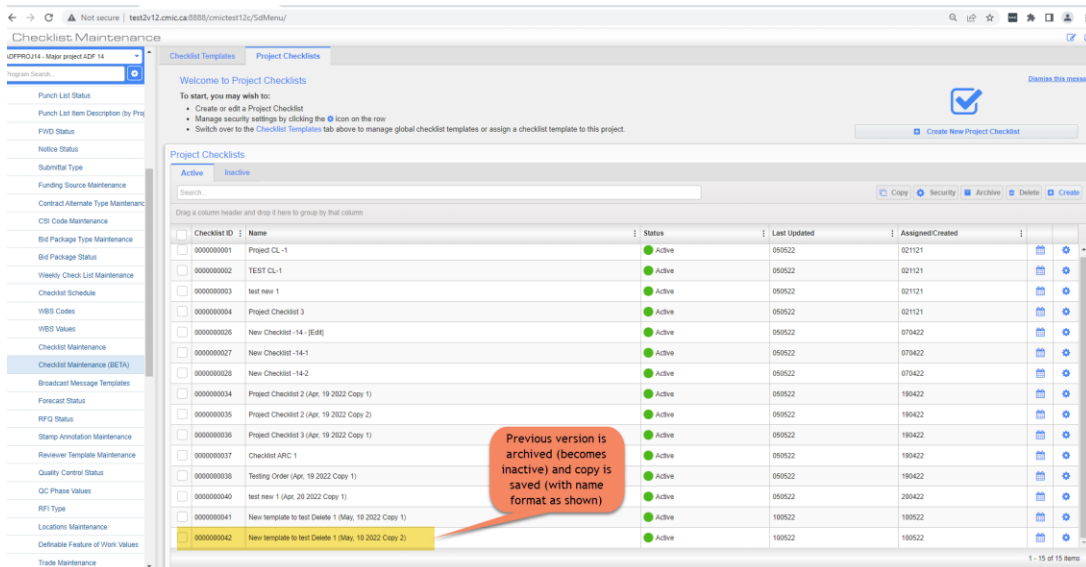 Not secure | test2v12.cmic.ca:8888/cmictest12c/SdMenu/
Checklist Maintenance
ADFPROJ14 - Major project ADF 14
Program Search...
Punch List Status
Punch List Item Description (by Proj
FWD Status
Notice Status
Submittal Type
Funding Source Maintenance
Contract Alternate Type Maintenanc
CSI Code Maintenance
Bid Package Type Maintenance
Bid Package Status
Weekly Check List Maintenance
Checklist Schedule
WBS Codes
WBS Values
Checklist Maintenance
Checklist Maintenance (BETA)
Broadcast Message Templates
Forecast Status
RFQ Status
Stamp Annotation Maintenance
Reviewer Template Maintenance
Quality Control Status
QC Phase Values
RFI Type
Locations Maintenance
Definable Feature of Work Values
Trade Maintenance
Checklist Templates Project Checklists
Welcome to Project Checklists
Dismiss this messa
To start, you may wish to:
• Create or edit a Project Checklist
• Manage security settings by clicking the icon on the row
• Switch over to the Checklist Templates tab above to manage global checklist templates or assign a checklist template to this project.
Create New Project Checklist
Project Checklists
Active Inactive
Search...
Copy Security Archive Delete Create
Drag a column header and drop it here to group by that column
Checklist ID Name Status Last Updated Assigned/Created
0000080001 Project CL -1 Active 050522 021121
0000080002 TEST CL-1 Active 050522 021121
0000080003 test new 1 Active 050522 021121
0000080004 Project Checklist 3 Active 050522 021121
0000080026 New Checklist -14 - [Edit] Active 050522 070422
0000080027 New Checklist -14-1 Active 050522 070422
0000080028 New Checklist -14-2 Active 050522 070422
0000080034 Project Checklist 2 (Apr, 19 2022 Copy 1) Active 050522 190422
0000080035 Project Checklist 2 (Apr, 19 2022 Copy 2) Active 050522 190422
0000080036 Project Checklist 3 (Apr, 19 2022 Copy 1) Active 050522 190422
0000080037 Checklist ARC 1 Active 050522 190422
0000080038 Testing Order (Apr, 19 2022 Copy 1) Active 050522 190422
0000080040 test new 1 (Apr, 20 2022 Copy 1) Active 050522 200422
0000080041 New template to test Delete 1 (May, 10 2022 Copy 1) Active 100522 100522
0000080042 New template to test Delete 1 (May, 10 2022 Copy 2) Active 100522 100522
Previous version is
archived (becomes
inactive) and copy is
saved (with name
format as shown)
1 - 15 of 15 items